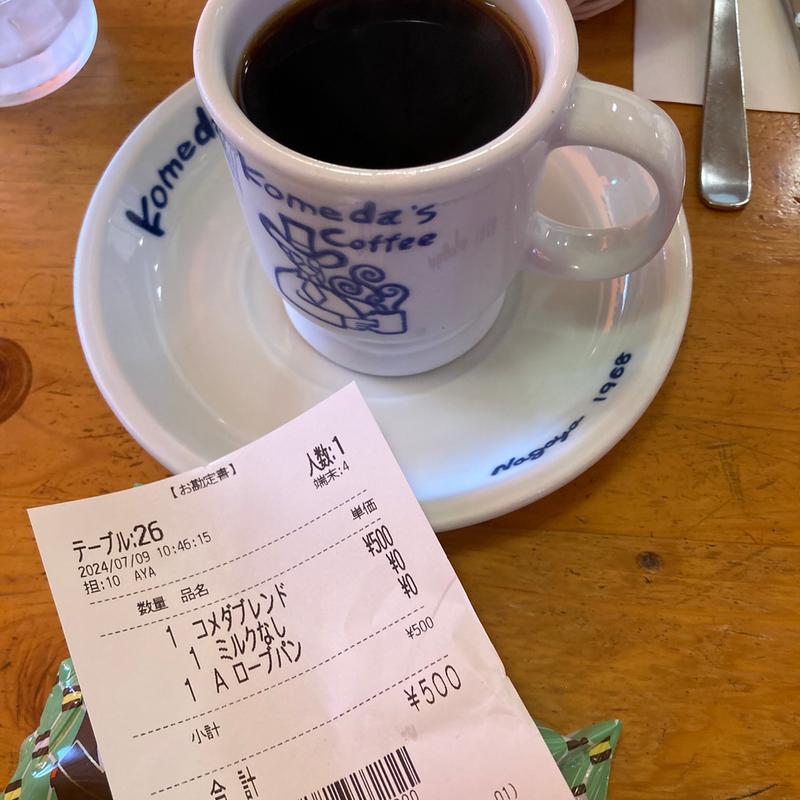 Komeda's
Coffee
Nagoya 1968
【お勘定書】
人数:1
端末:4
テーブル:26
2024/07/09 10:46:15
担:10 AYA
数量 品名 単価
1 コメダブレンド ¥500
1 ミルクなし ¥0
1 A ローブパン ¥0
小計 ¥500
合計 ¥500
01)